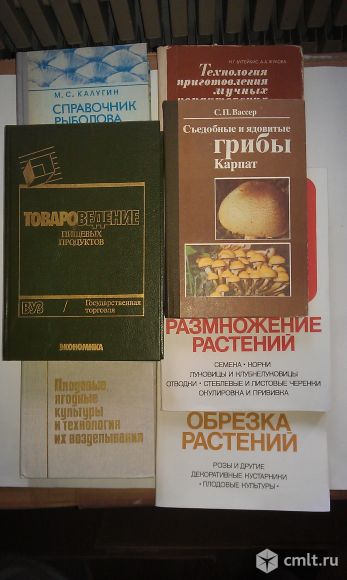 М. С. КАЛУГИН
СПРАВОЧНИК
РЫБОЛОВА
Н. Г. БУТЕЙКИС, А. А. ЖУКОВА
Технология
приготовления
мучных
кондитерских
С. П. Вассер
Съедобные и ядовитые
грибы
Карпат
ТОВАРОВЕДЕНИЕ
ПИЩЕВЫХ
ПРОДУКТОВ
ВУЗ / Государственная
торговля
ЭКОНОМИКА
РАЗМНОЖЕНИЕ
РАСТЕНИЙ
СЕМЕНА • КОРНИ
ЛУКОВИЦЫ И КЛУБНЕЛУКОВИЦЫ
ОТВОДКИ • СТЕБЛЕВЫЕ И ЛИСТОВЫЕ ЧЕРЕНКИ
ОКУЛИРОВКА И ПРИВИВКА
Плодовые,
ягодные
культуры
и технология
их возделывания
ОБРЕЗКА
РАСТЕНИЙ
РОЗЫ И ДРУГИЕ
ДЕКОРАТИВНЫЕ КУСТАРНИКИ
• ПЛОДОВЫЕ КУЛЬТУРЫ •
cmlt.ru